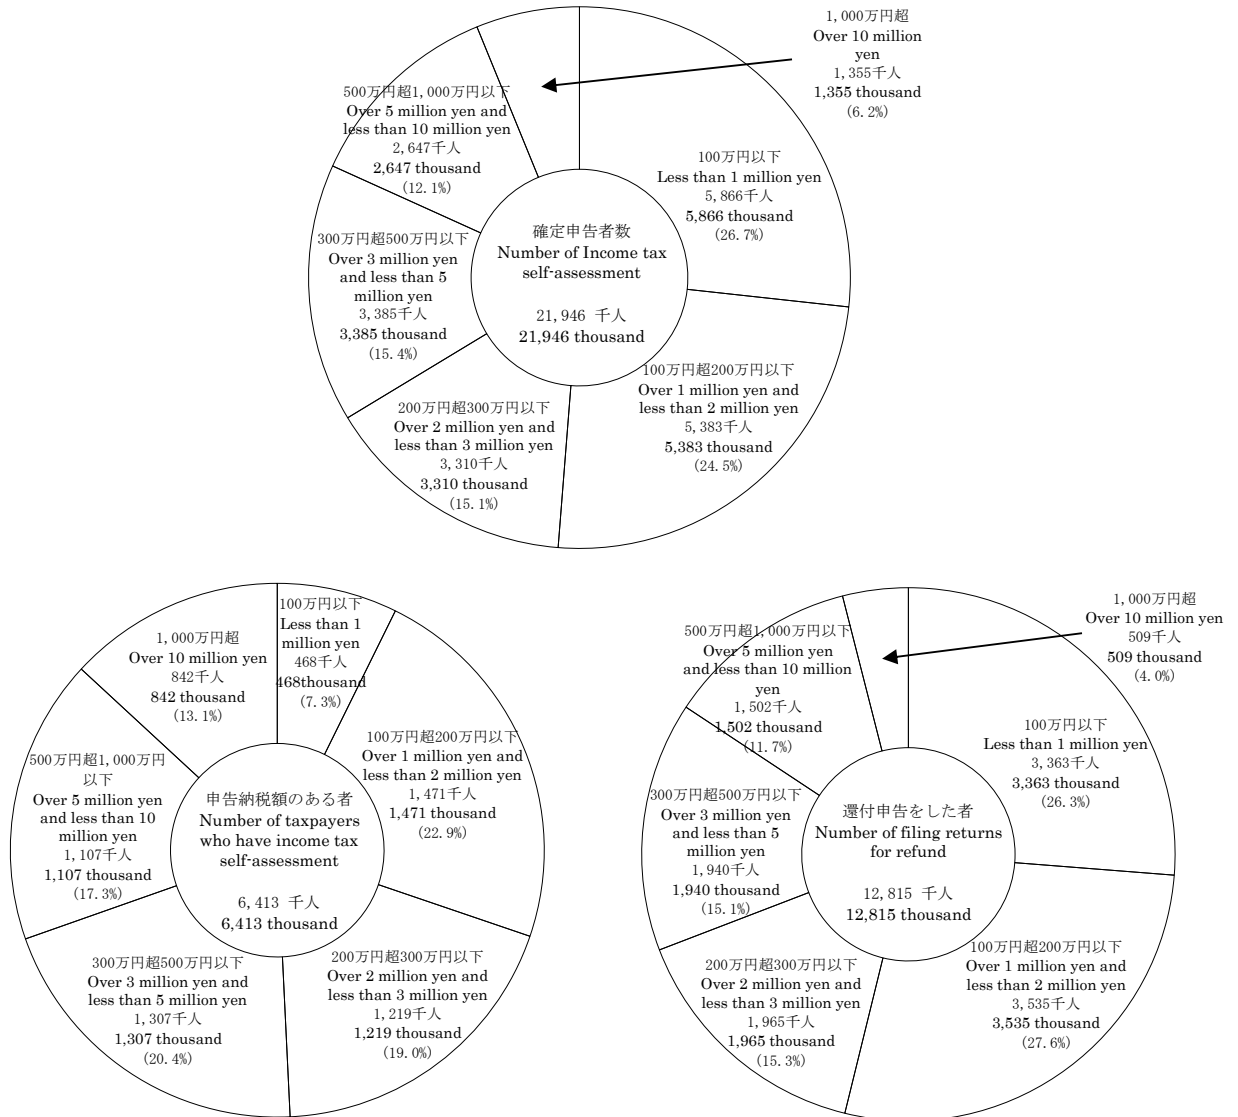 1,000万円超
Over 10 million
yen
1,355千人
1,355 thousand
(6.2%)
500万円超1,000万円以下
Over 5 million yen and
less than 10 million yen
2,647千人
2,647 thousand
(12.1%)
100万円以下
Less than 1 million yen
5,866千人
5,866 thousand
(26.7%)
300万円超500万円以下
Over 3 million yen
and less than 5
million yen
3,385千人
3,385 thousand
(15.4%)
確定申告者数
Number of Income tax
self-assessment
21,946 千人
21,946 thousand
100万円超200万円以下
Over 1 million yen and
less than 2 million yen
5,383千人
5,383 thousand
(24.5%)
200万円超300万円以下
Over 2 million yen and
less than 3 million yen
3,310千人
3,310 thousand
(15.1%)
1,000万円超
Over 10 million yen
842千人
842 thousand
(13.1%)
100万円以下
Less than 1
million yen
468千人
468thousand
(7.3%)
100万円超200万円以下
Over 1 million yen and
less than 2 million yen
1,471千人
1,471 thousand
(22.9%)
500万円超1,000万円
以下
Over 5 million yen
and less than 10
million yen
1,107千人
1,107 thousand
(17.3%)
申告納税額のある者
Number of taxpayers
who have income tax
self-assessment
6,413 千人
6,413 thousand
300万円超500万円以下
Over 3 million yen and
less than 5 million yen
1,307千人
1,307 thousand
(20.4%)
200万円超300万円以下
Over 2 million yen and
less than 3 million yen
1,219千人
1,219 thousand
(19.0%)
1,000万円超
Over 10 million yen
509千人
509 thousand
(4.0%)
500万円超1,000万円以下
Over 5 million yen
and less than 10 million
yen
1,502千人
1,502 thousand
(11.7%)
100万円以下
Less than 1 million yen
3,363千人
3,363 thousand
(26.3%)
300万円超500万円以下
Over 3 million yen
and less than 5
million yen
1,940千人
1,940 thousand
(15.1%)
還付申告をした者
Number of filing returns
for refund
12,815 千人
12,815 thousand
200万円超300万円以下
Over 2 million yen and
less than 3 million yen
1,965千人
1,965 thousand
(15.3%)
100万円超200万円以下
Over 1 million yen and
less than 2 million yen
3,535千人
3,535 thousand
(27.6%)